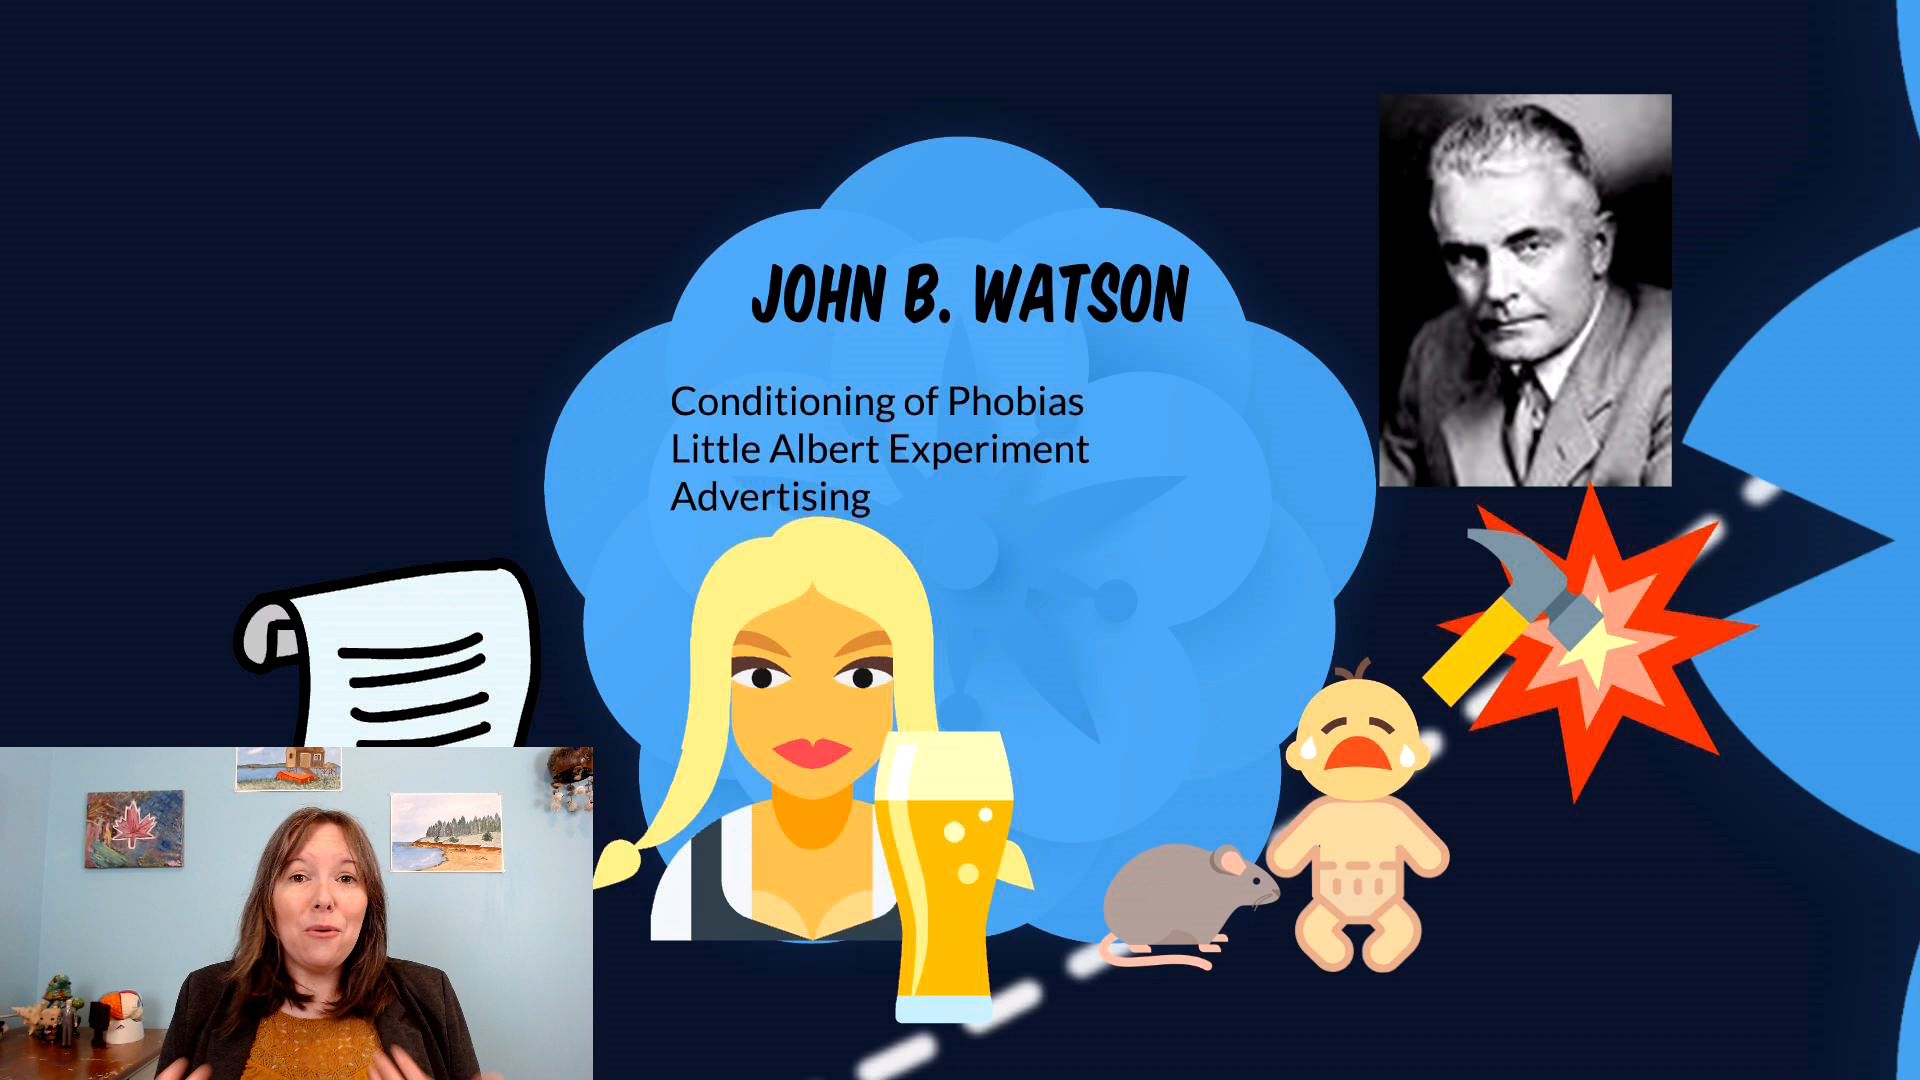 JOHN B. WATSON
Conditioning of Phobias
Little Albert Experiment
Advertising